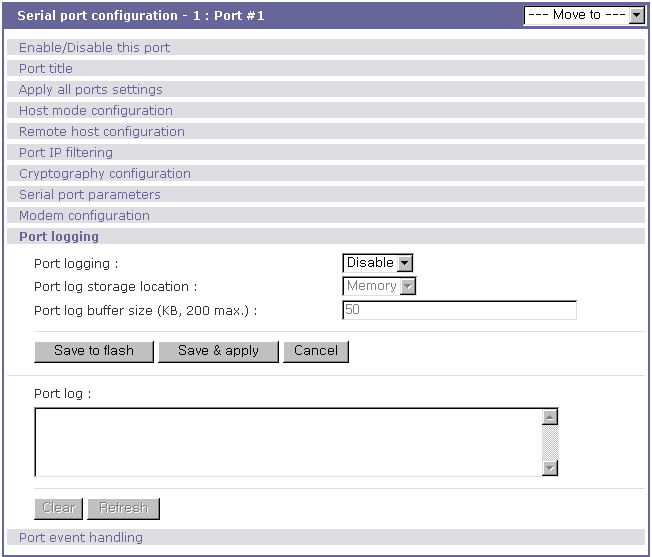 Serial port configuration - 1 : Port #1
--- Move to ---
Enable/Disable this port
Port title
Apply all ports settings
Host mode configuration
Remote host configuration
Port IP filtering
Cryptography configuration
Serial port parameters
Modem configuration
Port logging
Port logging : Disable
Port log storage location : Memory
Port log buffer size (KB, 200 max.) : 50
Save to flash Save & apply Cancel
Port log :
Clear Refresh
Port event handling